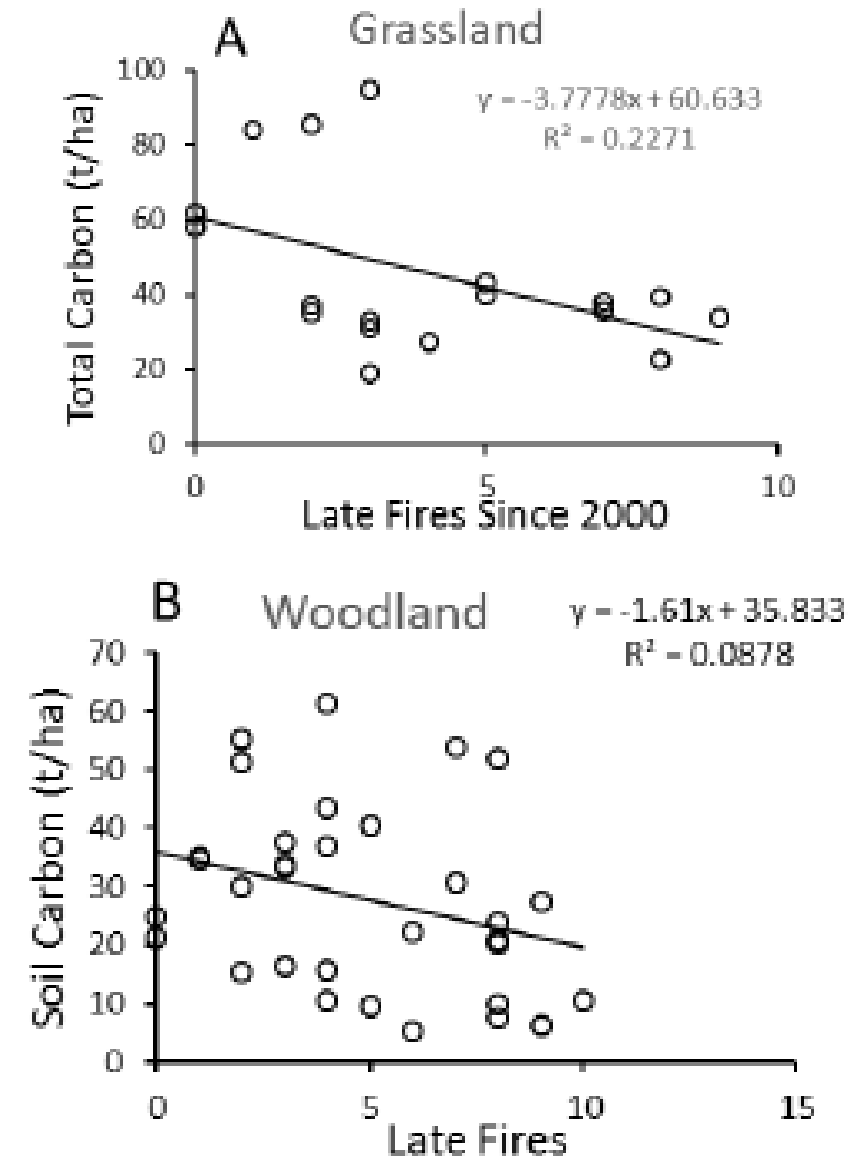 A
Grassland
y = -3.7778x + 60.633
R² = 0.2271
Total Carbon (t/ha)
100
80
60
40
20
0
0 5 10
Late Fires Since 2000
B
Woodland
y = -1.61x + 35.833
R² = 0.0878
Soil Carbon (t/ha)
70
60
50
40
30
20
10
0
0 5 10 15
Late Fires